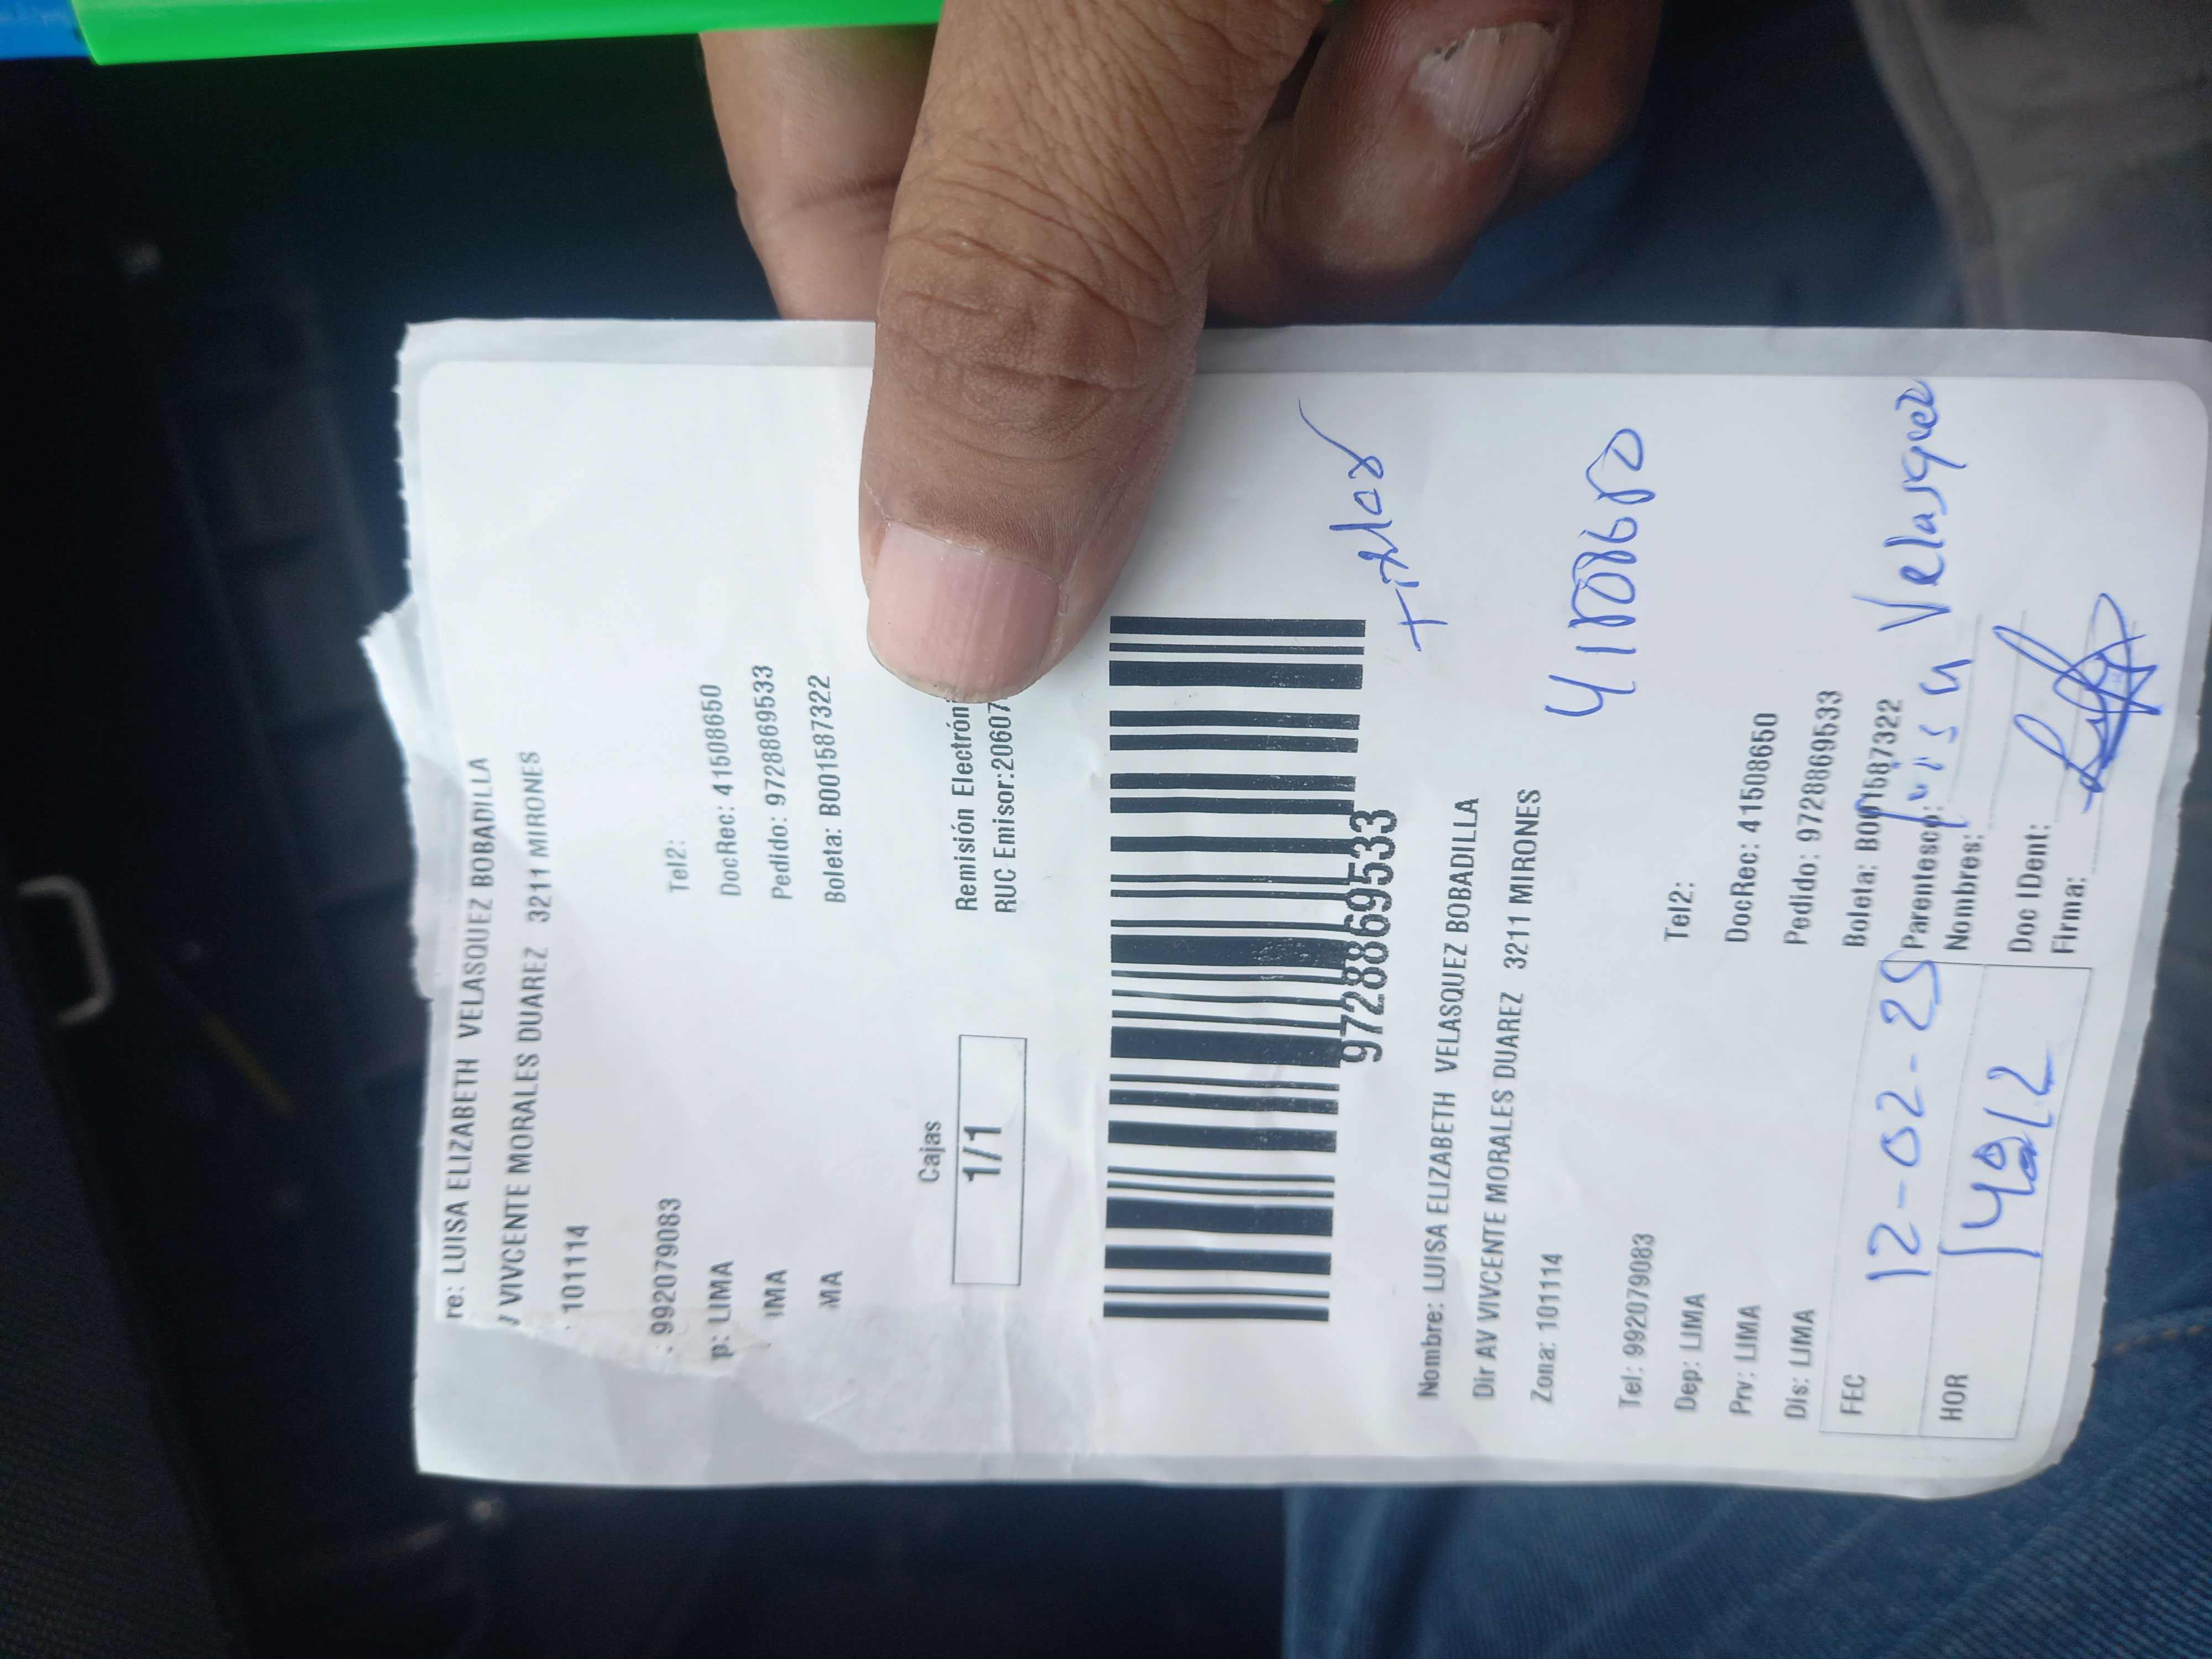 re: LUISA ELIZABETH VELASQUEZ BOBADILLA
VIVCENTE MORALES DUAREZ 3211 MIRONES
101114
992079083 Tel2:
p: LIMA DocRec: 41508650
IMA Pedido: 9728869533
MA Boleta: B001587322
Cajas
1/1
Remisión Electrón
RUC Emisor:20607
9728869533
Titular
Nombre: LUISA ELIZABETH VELASQUEZ BOBADILLA
Dir AV VIVCENTE MORALES DUAREZ 3211 MIRONES
Zona: 101114
41508650
Tel: 992079083 Tel2:
Dep: LIMA
Prv: LIMA DocRec: 41508650
Dis: LIMA Pedido: 9728869533
Boleta: B001587322
FEC 12-02-25 Parentesco:
Nombres: Luisa Velasquez
HOR
Doc IDent:
Firma: